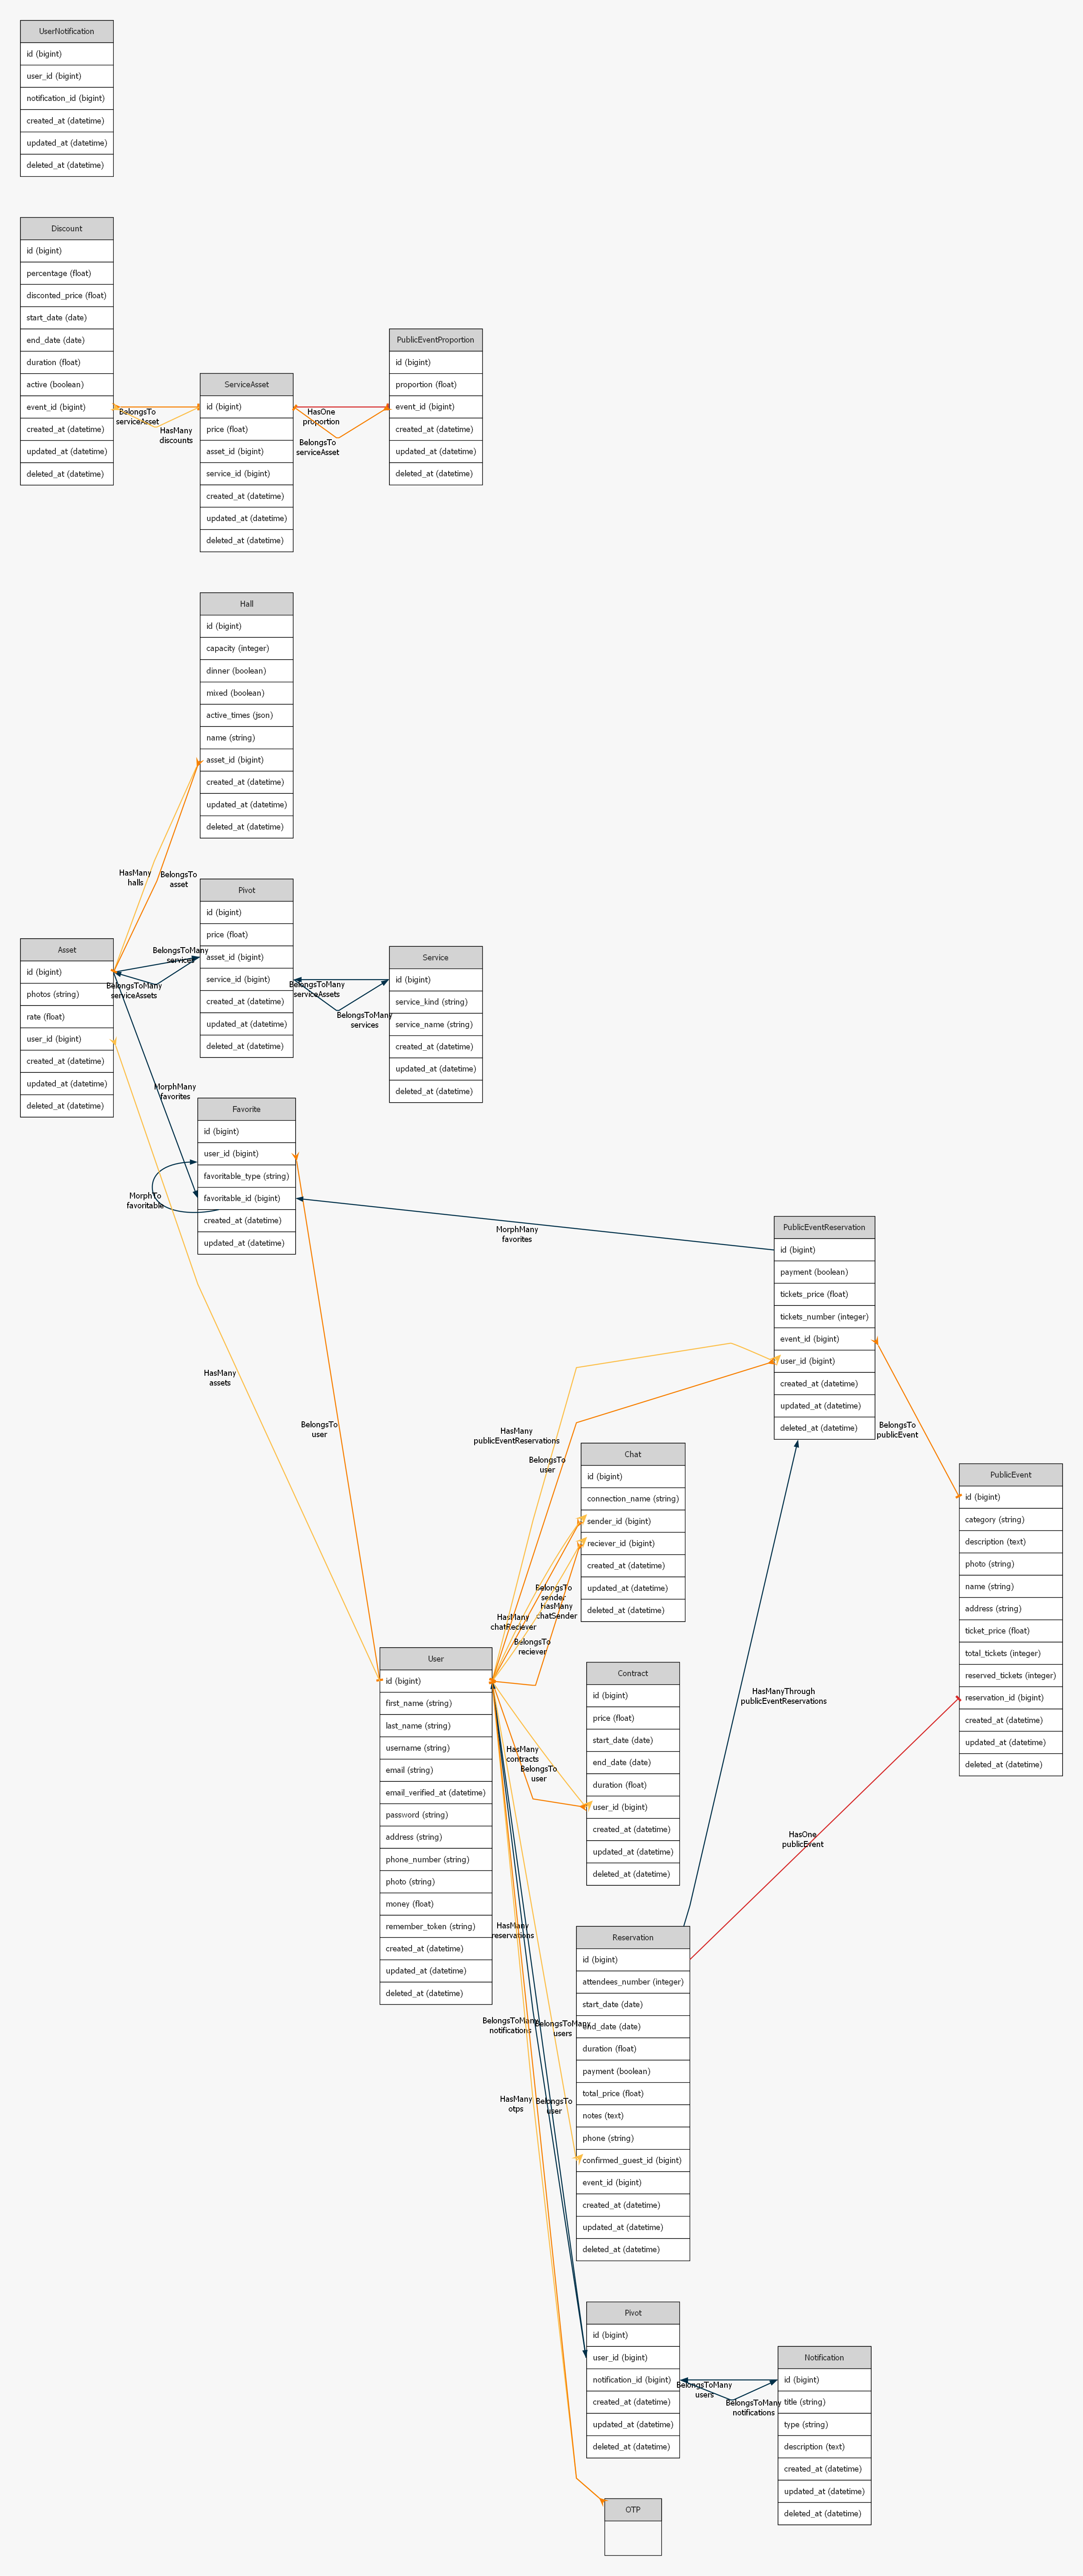 UserNotification
id (bigint)
user_id (bigint)
notification_id (bigint)
created_at (datetime)
updated_at (datetime)
deleted_at (datetime)
Discount
id (bigint)
percentage (float)
disconted_price (float)
start_date (date)
end_date (date)
duration (float)
active (boolean)
event_id (bigint)
created_at (datetime)
updated_at (datetime)
deleted_at (datetime)
BelongsTo
serviceAsset
HasMany
discounts
ServiceAsset
id (bigint)
price (float)
asset_id (bigint)
service_id (bigint)
created_at (datetime)
updated_at (datetime)
deleted_at (datetime)
HasOne
proportion
BelongsTo
serviceAsset
PublicEventProportion
id (bigint)
proportion (float)
event_id (bigint)
created_at (datetime)
updated_at (datetime)
deleted_at (datetime)
Hall
id (bigint)
capacity (integer)
dinner (boolean)
mixed (boolean)
active_times (json)
name (string)
asset_id (bigint)
created_at (datetime)
updated_at (datetime)
deleted_at (datetime)
HasMany
halls
BelongsTo
asset
Asset
id (bigint)
photos (string)
rate (float)
user_id (bigint)
created_at (datetime)
updated_at (datetime)
deleted_at (datetime)
BelongsToMany
services
BelongsToMany
serviceAssets
Pivot
id (bigint)
price (float)
asset_id (bigint)
service_id (bigint)
created_at (datetime)
updated_at (datetime)
deleted_at (datetime)
BelongsToMany
serviceAssets
BelongsToMany
services
Service
id (bigint)
service_kind (string)
service_name (string)
created_at (datetime)
updated_at (datetime)
deleted_at (datetime)
MorphMany
favorites
Favorite
id (bigint)
user_id (bigint)
favoritable_type (string)
favoritable_id (bigint)
created_at (datetime)
updated_at (datetime)
MorphTo
favoritable
MorphMany
favorites
HasMany
assets
BelongsTo
user
PublicEventReservation
id (bigint)
payment (boolean)
tickets_price (float)
tickets_number (integer)
event_id (bigint)
user_id (bigint)
created_at (datetime)
updated_at (datetime)
deleted_at (datetime)
BelongsTo
publicEvent
HasMany
publicEventReservations
BelongsTo
user
Chat
id (bigint)
connection_name (string)
sender_id (bigint)
reciever_id (bigint)
created_at (datetime)
updated_at (datetime)
deleted_at (datetime)
BelongsTo
sender
HasMany
chatSender
HasMany
chatReciever
BelongsTo
reciever
PublicEvent
id (bigint)
category (string)
description (text)
photo (string)
name (string)
address (string)
ticket_price (float)
total_tickets (integer)
reserved_tickets (integer)
reservation_id (bigint)
created_at (datetime)
updated_at (datetime)
deleted_at (datetime)
User
id (bigint)
first_name (string)
last_name (string)
username (string)
email (string)
email_verified_at (datetime)
password (string)
address (string)
phone_number (string)
photo (string)
money (float)
remember_token (string)
created_at (datetime)
updated_at (datetime)
deleted_at (datetime)
HasMany
contracts
BelongsTo
user
Contract
id (bigint)
price (float)
start_date (date)
end_date (date)
duration (float)
user_id (bigint)
created_at (datetime)
updated_at (datetime)
deleted_at (datetime)
HasManyThrough
publicEventReservations
HasOne
publicEvent
HasMany
reservations
Reservation
id (bigint)
attendees_number (integer)
start_date (date)
end_date (date)
duration (float)
payment (boolean)
total_price (float)
notes (text)
phone (string)
confirmed_guest_id (bigint)
event_id (bigint)
created_at (datetime)
updated_at (datetime)
deleted_at (datetime)
BelongsToMany
notifications
BelongsToMany
users
HasMany
otps
BelongsTo
user
Pivot
id (bigint)
user_id (bigint)
notification_id (bigint)
created_at (datetime)
updated_at (datetime)
deleted_at (datetime)
BelongsToMany
users
BelongsToMany
notifications
Notification
id (bigint)
title (string)
type (string)
description (text)
created_at (datetime)
updated_at (datetime)
deleted_at (datetime)
OTP